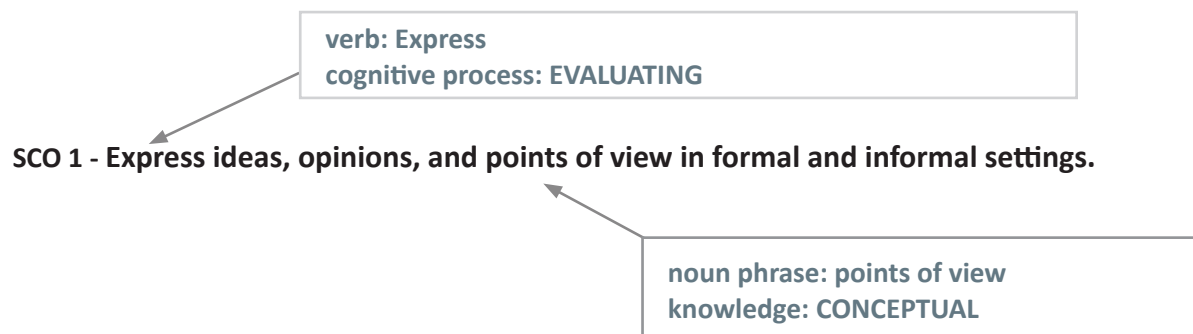 verb: Express
cognitive process: EVALUATING
SCO 1 - Express ideas, opinions, and points of view in formal and informal settings.
noun phrase: points of view
knowledge: CONCEPTUAL